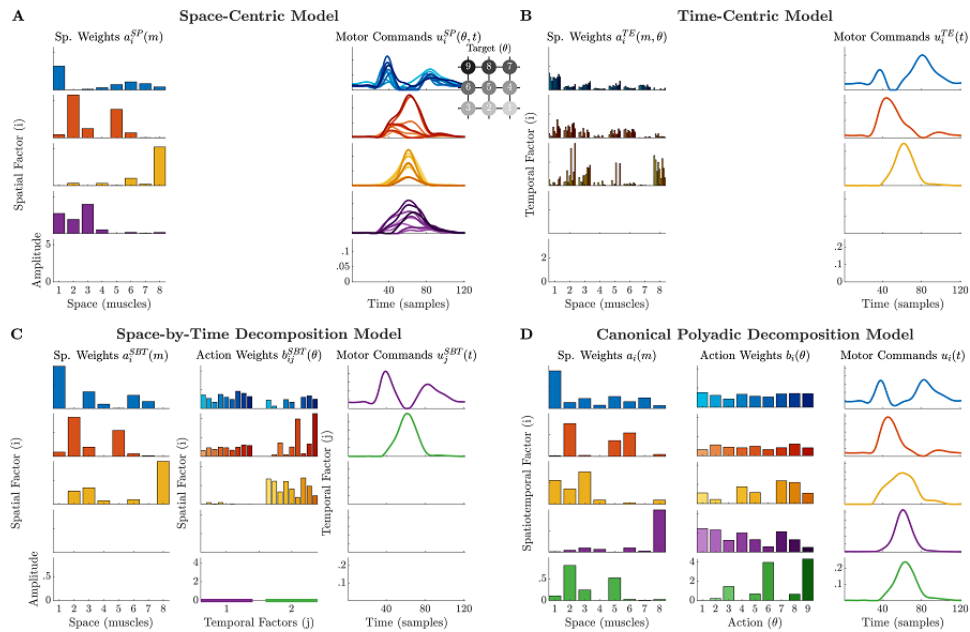 A Space-Centric Model
Sp. Weights a_i^{SP}(m)
Motor Commands u_i^{SP}(θ, t)
Target (θ)
9 8 7
6 5 4
3 2 1
Spatial Factor (i)
Amplitude
5
0
1 2 3 4 5 6 7 8
Space (muscles)
.1
.05
0
40 80 120
Time (samples)
B Time-Centric Model
Sp. Weights a_i^{TE}(m, θ)
Motor Commands u_i^{TE}(t)
Temporal Factor (i)
2
0
1 2 3 4 5 6 7 8
Space (muscles)
.2
.1
0
40 80 120
Time (samples)
C Space-by-Time Decomposition Model
Sp. Weights a_i^{SBT}(m)
Action Weights b_{ij}^{SBT}(θ)
Motor Commands u_j^{SBT}(t)
Spatial Factor (i)
Spatial Factor (i)
Temporal Factor (j)
Amplitude
5
0
1 2 3 4 5 6 7 8
Space (muscles)
4
2
0
1 2
Temporal Factors (j)
.2
.1
40 80 120
Time (samples)
D Canonical Polyadic Decomposition Model
Sp. Weights a_i(m)
Action Weights b_i(θ)
Motor Commands u_i(t)
Spatiotemporal Factor (i)
.5
0
1 2 3 4 5 6 7 8
Space (muscles)
4
2
0
1 2 3 4 5 6 7 8 9
Action (θ)
.2
.1
0
40 80 120
Time (samples)